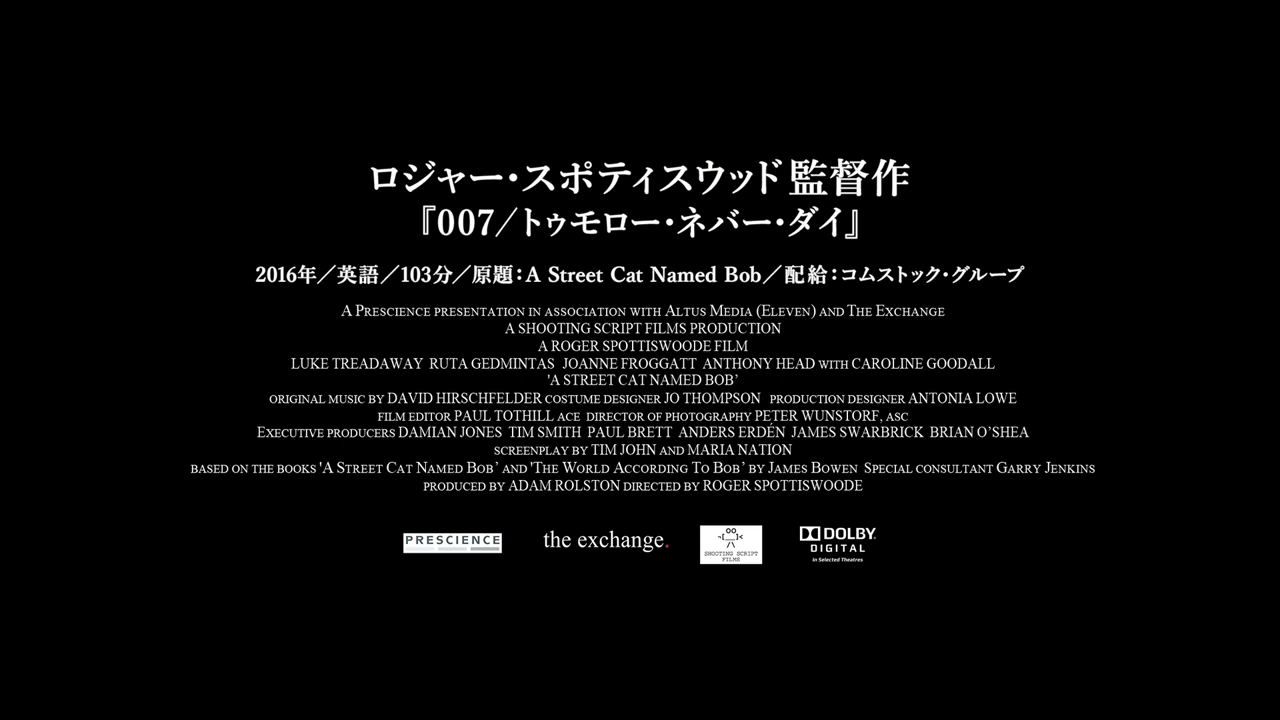 ロジャー・スポティスウッド監督作
『007/トゥモロー・ネバー・ダイ』
2016年／英語／103分／原題：A Street Cat Named Bob／配給：コムストック・グループ
A PRESCIENCE PRESENTATION IN ASSOCIATION WITH ALTUS MEDIA (ELEVEN) AND THE EXCHANGE
A SHOOTING SCRIPT FILMS PRODUCTION
A ROGER SPOTTISWOODE FILM
LUKE TREADAWAY RUTA GEDMINTAS JOANNE FROGGATT ANTHONY HEAD WITH CAROLINE GOODALL
'A STREET CAT NAMED BOB’
ORIGINAL MUSIC BY DAVID HIRSCHFELDER COSTUME DESIGNER JO THOMPSON PRODUCTION DESIGNER ANTONIA LOWE
FILM EDITOR PAUL TOTHILL ACE DIRECTOR OF PHOTOGRAPHY PETER WUNSTORF, ASC
EXECUTIVE PRODUCERS DAMIAN JONES TIM SMITH PAUL BRETT ANDERS ERDÉN JAMES SWARBRICK BRIAN O’SHEA
SCREENPLAY BY TIM JOHN AND MARIA NATION
BASED ON THE BOOKS 'A STREET CAT NAMED BOB’ AND 'THE WORLD ACCORDING TO BOB’ BY JAMES BOWEN SPECIAL CONSULTANT GARRY JENKINS
PRODUCED BY ADAM ROLSTON DIRECTED BY ROGER SPOTTISWOODE
PRESCIENCE
the exchange.
SHOOTING SCRIPT
FILMS
DOLBY
DIGITAL
In Selected Theatres